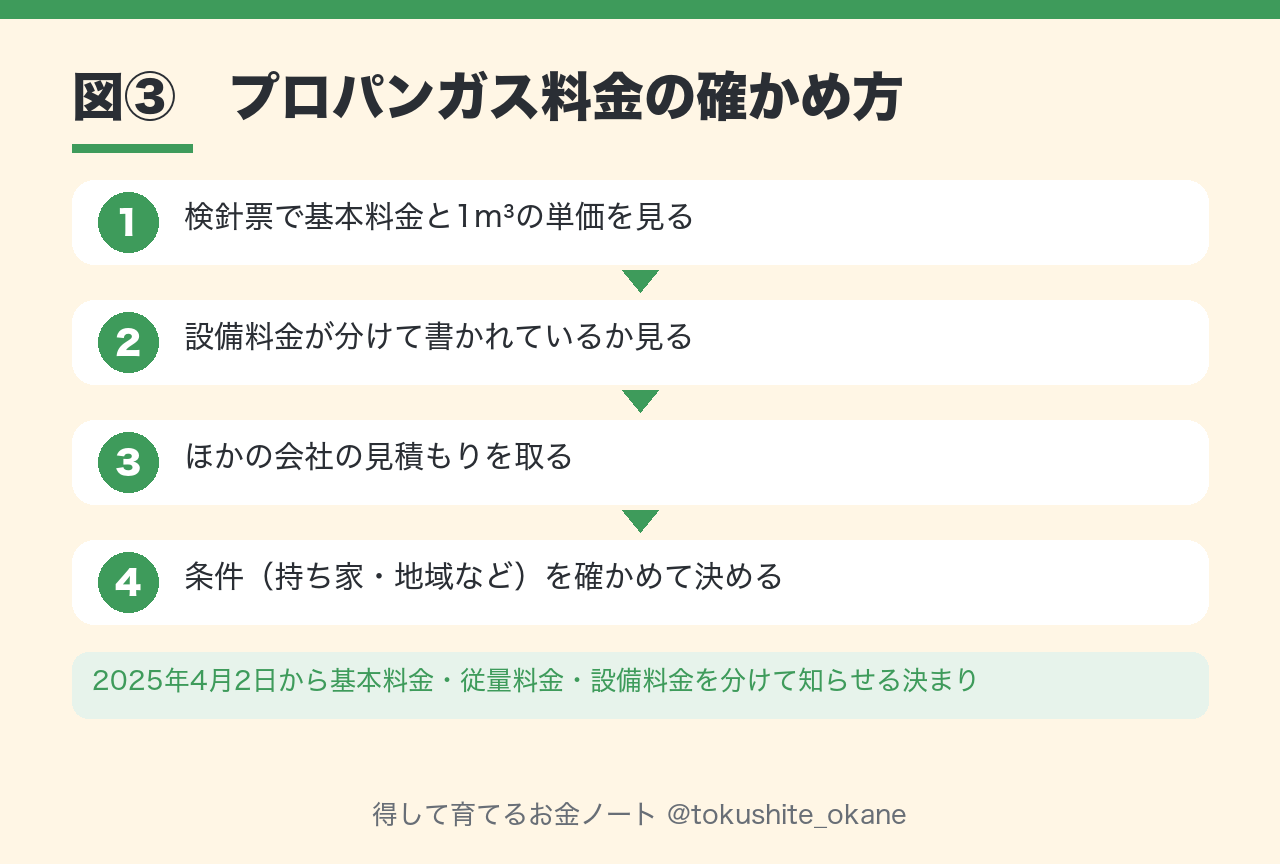 図③　プロパンガス料金の確かめ方
1 検針票で基本料金と1m³の単価を見る
2 設備料金が分けて書かれているか見る
3 ほかの会社の見積もりを取る
4 条件（持ち家・地域など）を確かめて決める
2025年4月2日から基本料金・従量料金・設備料金を分けて知らせる決まり
得して育てるお金ノート @tokushite_okane